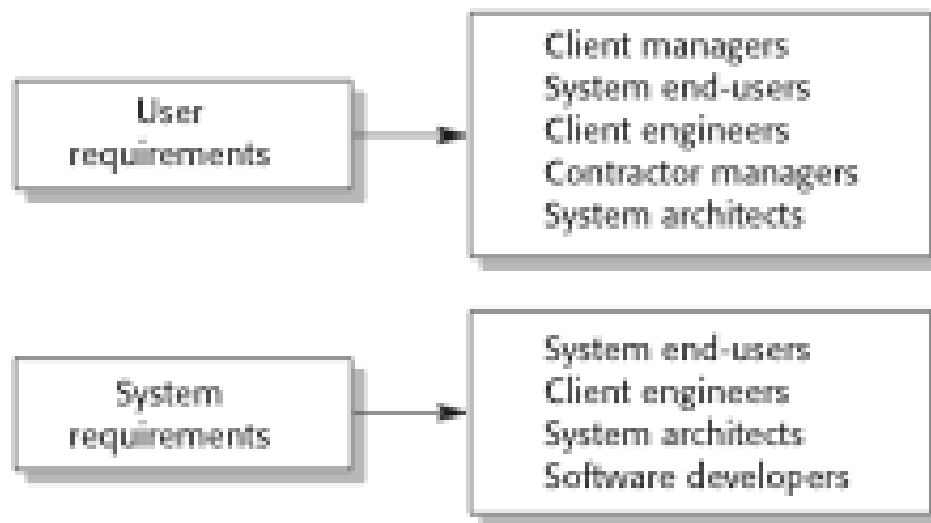 User
requirements
Client managers
System end-users
Client engineers
Contractor managers
System architects
System
requirements
System end-users
Client engineers
System architects
Software developers